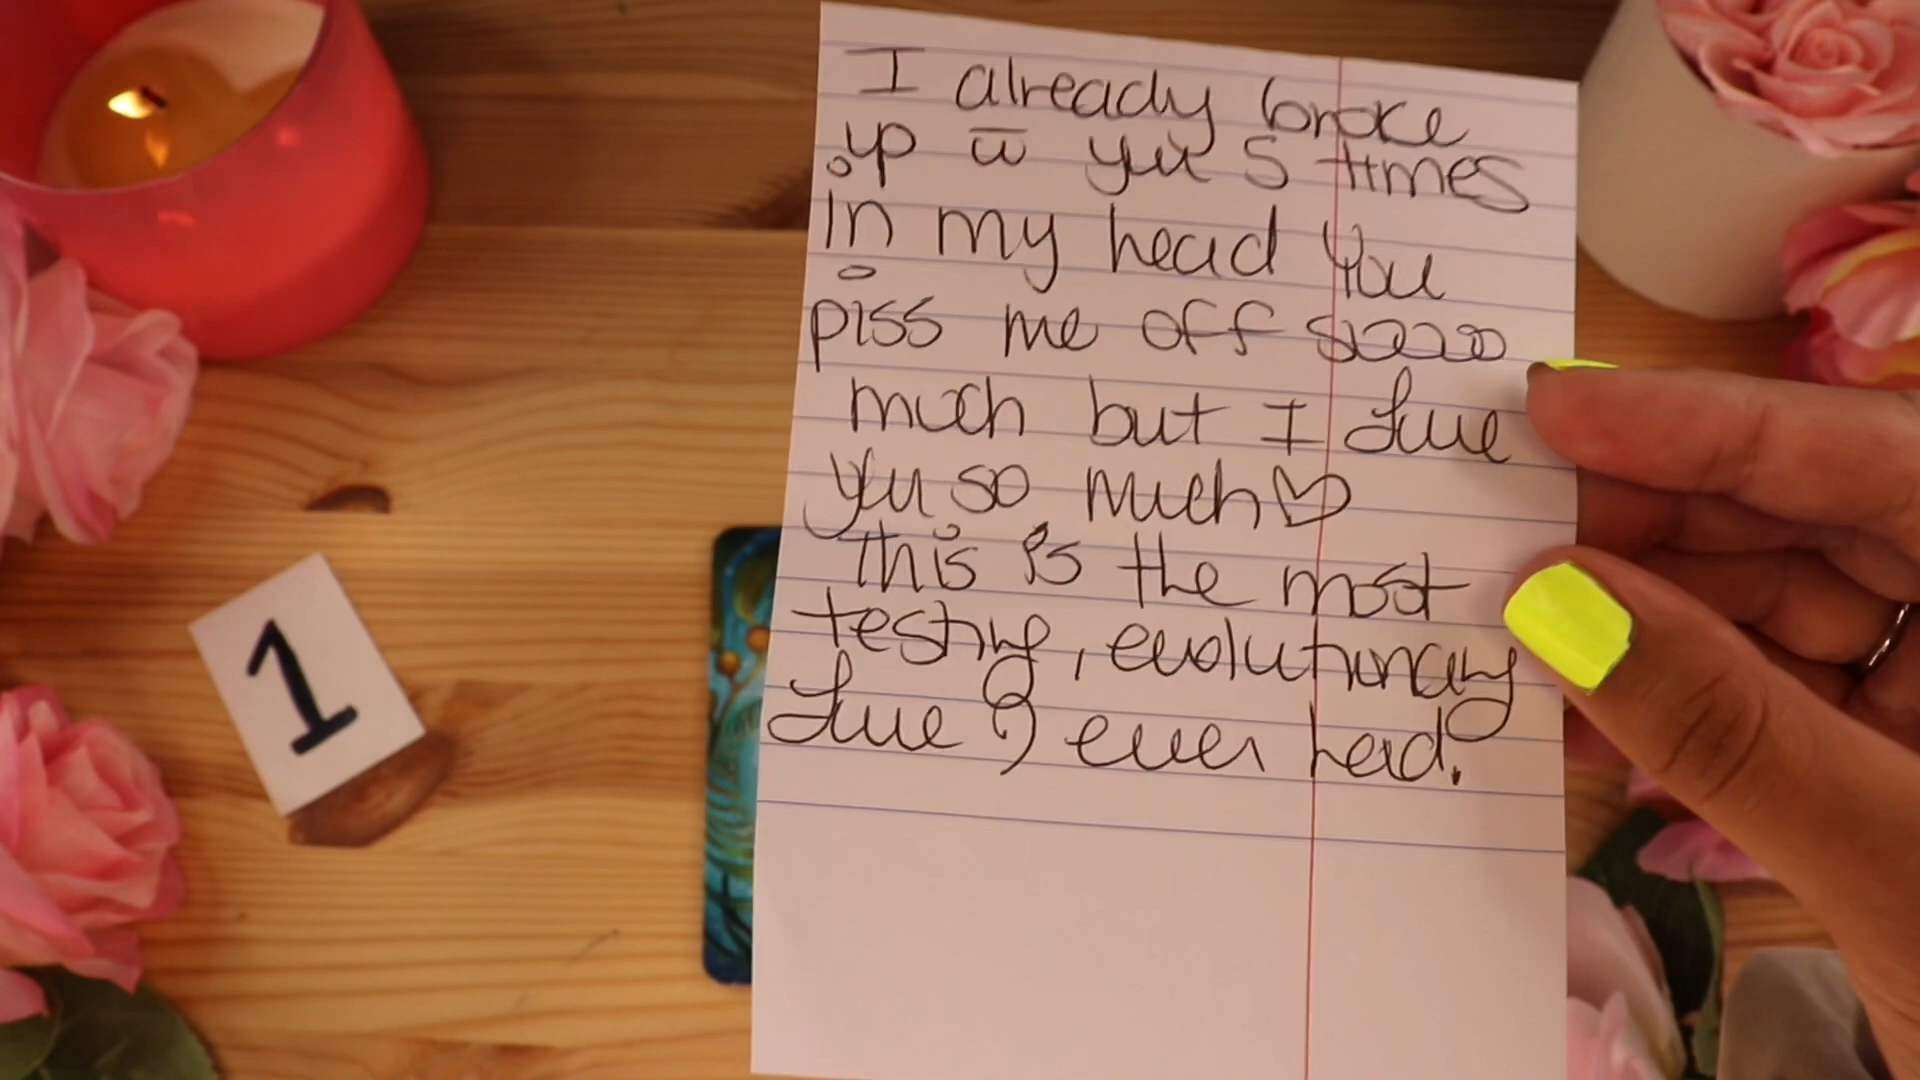 I already broke
up w̅ you 5 times
in my head You
piss me off soooo
much but I love
you so much♡
this is the most
testing, evolutionary
love I ever had.
1